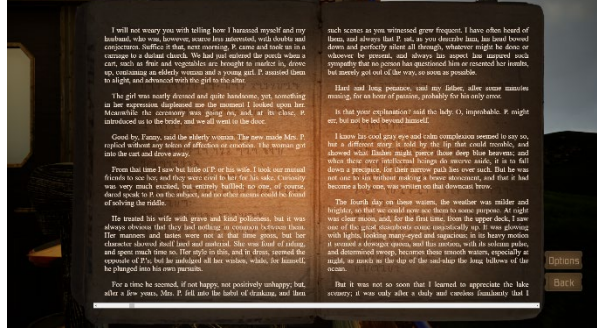 I will not weary you with telling how I harassed myself and my
husband, who was, however, scarce less interested, with doubts and
conjectures. Suffice it that, next morning, P. came and took us in a
carriage to a distant church. We had just entered the porch when a
cart, such as fruit and vegetables are brought to market in, drove
up, containing an elderly woman and a young girl. P. assisted them
to alight, and advanced with the girl to the altar.
The girl was neatly dressed and quite handsome, yet, something
in her expression displeased me the moment I looked upon her.
Meanwhile the ceremony was going on, and, at its close, P.
introduced us to the bride, and we all went to the door.
Good by, Fanny, said the elderly woman. The new made Mrs. P.
replied without any token of affection or emotion. The woman got
into the cart and drove away.
From that time I saw but little of P. or his wife. I took our mutual
friends to see her, and they were civil to her for his sake. Curiosity
was very much excited, but entirely baffled; no one, of course,
dared speak to P. on the subject, and no other means could be found
of solving the riddle.
He treated his wife with grave and kind politeness, but it was
always obvious that they had nothing in common between them.
Her manners and tastes were not at that time gross, but her
character showed itself hard and material. She was fond of riding,
and spent much time so. Her style in this, and in dress, seemed the
opposite of P.'s; but he indulged all her wishes, while, for himself,
he plunged into his own pursuits.
For a time he seemed, if not happy, not positively unhappy; but,
after a few years, Mrs. P. fell into the habit of drinking, and then
such scenes as you witnessed grew frequent. I have often heard of
them, and always that P. sat, as you describe him, his head bowed
down and perfectly silent all through, whatever might be done or
whoever be present, and always his aspect has inspired such
sympathy that no person has questioned him or resented her insults,
but merely got out of the way, so soon as possible.
Hard and long penance, said my father, after some minutes
musing, for an hour of passion, probably for his only error.
Is that your explanation? said the lady. O, improbable. P. might
err, but not be led beyond himself.
I know his cool gray eye and calm complexion seemed to say so,
but a different story is told by the lip that could tremble, and
showed what flashes might pierce those deep blue heavens; and
when these over intellectual beings do swerve aside, it is to fall
down a precipice, for their narrow path lies over such. But he was
not one to sin without making a brave atonement, and that it had
become a holy one, was written on that downcast brow.
The fourth day on these waters, the weather was milder and
brighter, so that we could now see them to some purpose. At night
was clear moon, and, for the first time, from the upper deck, I saw
one of the great steamboats come majestically up. It was glowing
with lights, looking many-eyed and sagacious; in its heavy motion
it seemed a dowager queen, and this motion, with its solemn pulse,
and determined sweep, becomes these smooth waters, especially at
night, as much as the dip of the sail-ship the long billows of the
ocean.
But it was not so soon that I learned to appreciate the lake
scenery; it was only after a daily and careless familiarity that I
Options
Back